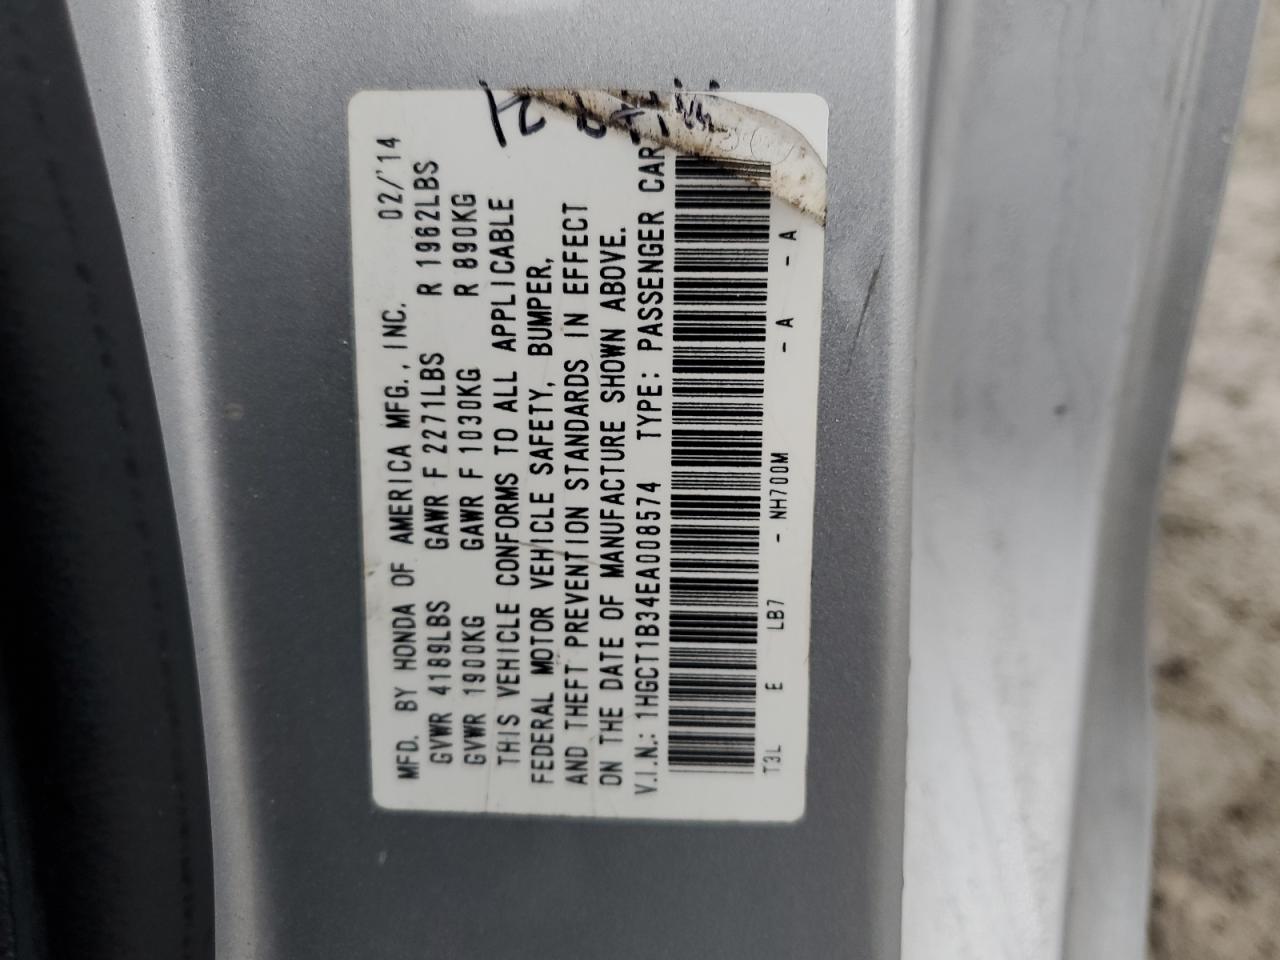 MFD. BY HONDA OF AMERICA MFG., INC. 02/'14
GVWR 4189LBS GAWR F 2271LBS R 1962LBS
GVWR 1900KG GAWR F 1030KG R 890KG
THIS VEHICLE CONFORMS TO ALL APPLICABLE
FEDERAL MOTOR VEHICLE SAFETY, BUMPER,
AND THEFT PREVENTION STANDARDS IN EFFECT
ON THE DATE OF MANUFACTURE SHOWN ABOVE.
V.I.N.: 1HGCT1B34EA008574 TYPE: PASSENGER CAR
T3L E LB7 - NH700M - A - A